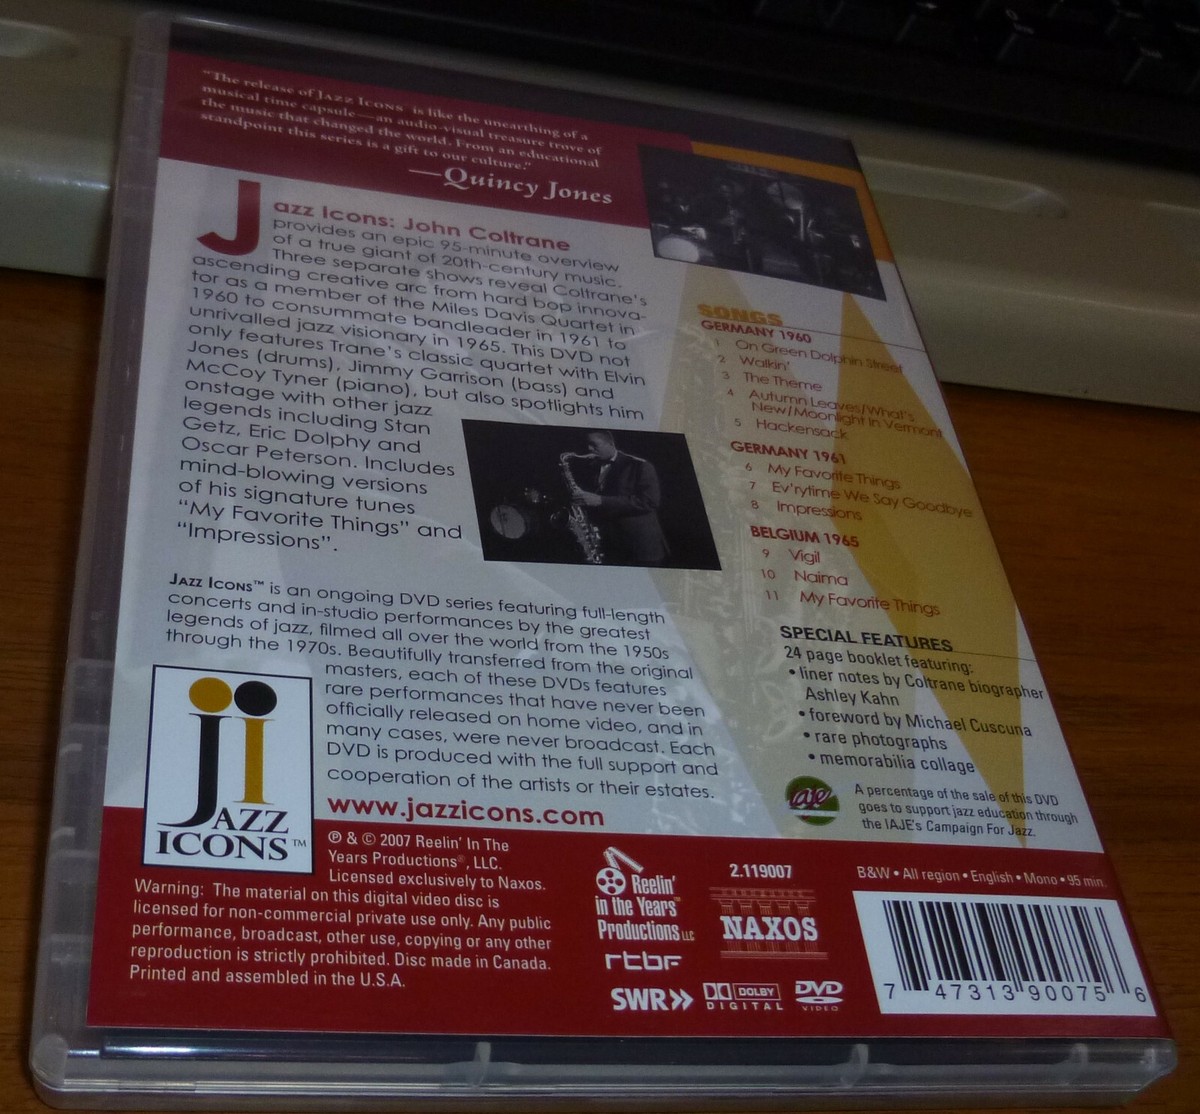 "The release of JAZZ ICONS™ is like the unearthing of a
musical time capsule—an audio-visual treasure trove of
the music that changed the world. From an educational
standpoint this series is a gift to our culture."
—Quincy Jones
Jazz Icons: John Coltrane
provides an epic 95-minute overview
of a true giant of 20th-century music.
Three separate shows reveal Coltrane's
ascending creative arc from hard bop innova-
tor as a member of the Miles Davis Quartet in
1960 to consummate bandleader in 1961 to
unrivalled jazz visionary in 1965. This DVD not
only features Trane's classic quartet with Elvin
Jones (drums), Jimmy Garrison (bass) and
McCoy Tyner (piano), but also spotlights him
onstage with other jazz
legends including Stan
Getz, Eric Dolphy and
Oscar Peterson. Includes
mind-blowing versions
of his signature tunes
"My Favorite Things" and
"Impressions".
SONGS
GERMANY 1960
1 On Green Dolphin Street
2 Walkin'
3 The Theme
4 Autumn Leaves/What's
New/Moonlight In Vermont
5 Hackensack
GERMANY 1961
6 My Favorite Things
7 Ev'rytime We Say Goodbye
8 Impressions
BELGIUM 1965
9 Vigil
10 Naima
11 My Favorite Things
SPECIAL FEATURES
24 page booklet featuring:
• liner notes by Coltrane biographer
Ashley Kahn
• foreword by Michael Cuscuna
• rare photographs
• memorabilia collage
aje
A percentage of the sale of this DVD
goes to support jazz education through
the IAJE's Campaign For Jazz.
JAZZ ICONS™ is an ongoing DVD series featuring full-length
concerts and in-studio performances by the greatest
legends of jazz, filmed all over the world from the 1950s
through the 1970s. Beautifully transferred from the original
masters, each of these DVDs features
rare performances that have never been
officially released on home video, and in
many cases, were never broadcast. Each
DVD is produced with the full support and
cooperation of the artists or their estates.
www.jazzicons.com
ji
JAZZ
ICONS™
℗ & © 2007 Reelin' In The
Years Productions®, LLC.
Licensed exclusively to Naxos.
Warning: The material on this digital video disc is
licensed for non-commercial private use only. Any public
performance, broadcast, other use, copying or any other
reproduction is strictly prohibited. Disc made in Canada.
Printed and assembled in the U.S.A.
Reelin'
in the Years™
Productions LLC
rtbf
SWR»
2.119007
NAXOS
DOLBY
DIGITAL
DVD
VIDEO
B&W • All region • English • Mono • 95 min.
7 47313 90075 6